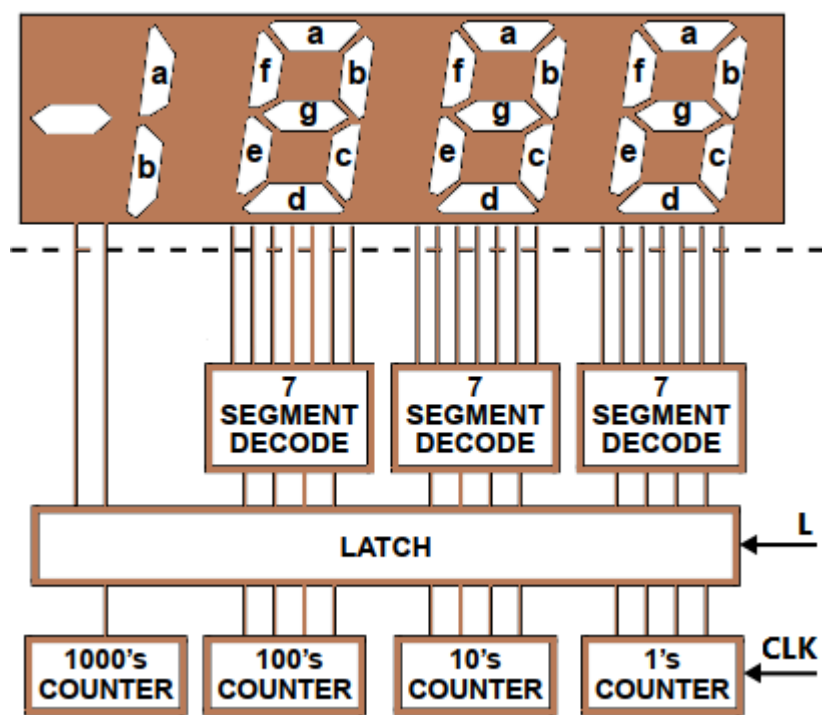 a a a a
f b f b f b
g g g
b e c e c e c
d d d
7 SEGMENT DECODE
7 SEGMENT DECODE
7 SEGMENT DECODE
LATCH
L
1000's COUNTER
100's COUNTER
10's COUNTER
1's COUNTER
CLK